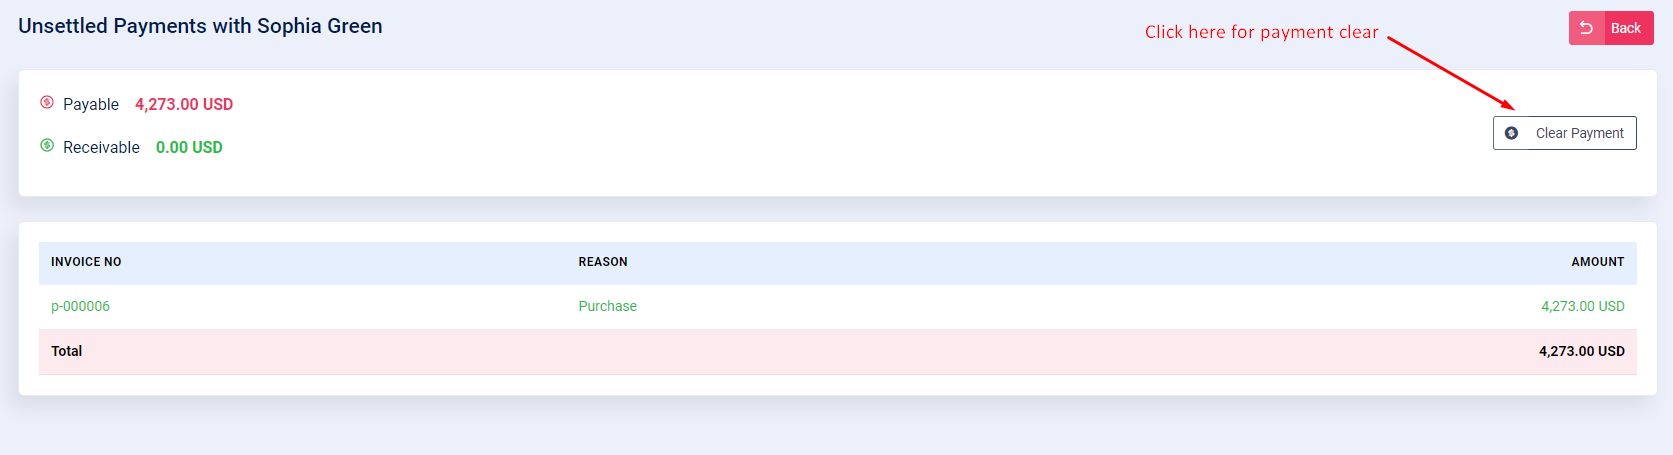 Unsettled Payments with Sophia Green
Click here for payment clear
Back
Payable 4,273.00 USD
Clear Payment
Receivable 0.00 USD
INVOICE NO REASON AMOUNT
p-000006 Purchase 4,273.00 USD
Total 4,273.00 USD